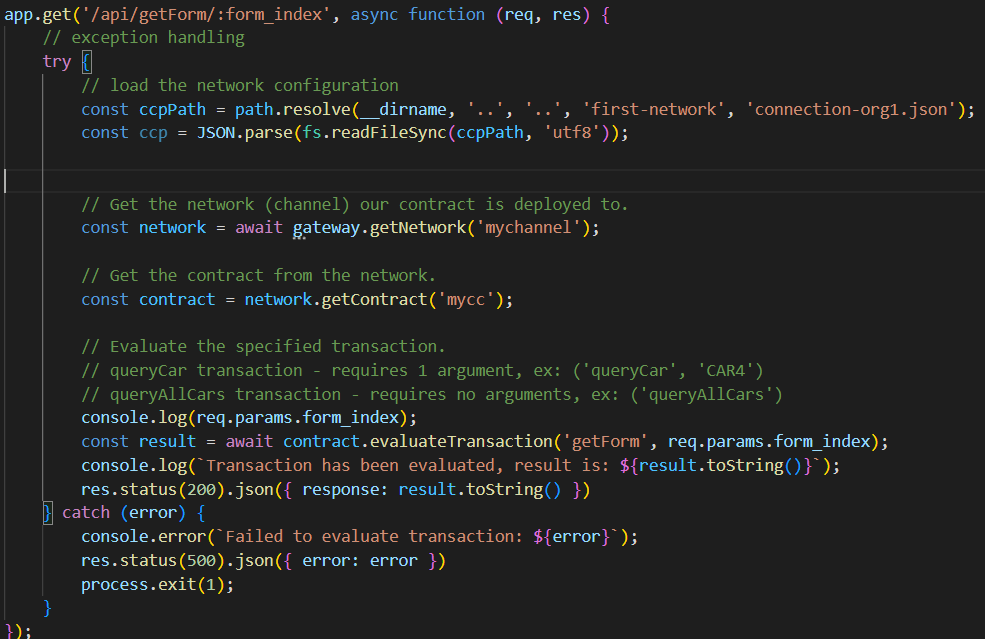 app.get('/api/getForm/:form_index', async function (req, res) {
    // exception handling
    try {
        // load the network configuration
        const ccpPath = path.resolve(__dirname, '..', '..', 'first-network', 'connection-org1.json');
        const ccp = JSON.parse(fs.readFileSync(ccpPath, 'utf8'));
        // Get the network (channel) our contract is deployed to.
        const network = await gateway.getNetwork('mychannel');
        // Get the contract from the network.
        const contract = network.getContract('mycc');
        // Evaluate the specified transaction.
        // queryCar transaction - requires 1 argument, ex: ('queryCar', 'CAR4')
        // queryAllCars transaction - requires no arguments, ex: ('queryAllCars')
        console.log(req.params.form_index);
        const result = await contract.evaluateTransaction('getForm', req.params.form_index);
        console.log(`Transaction has been evaluated, result is: ${result.toString()}`);
        res.status(200).json({ response: result.toString() })
    } catch (error) {
        console.error(`Failed to evaluate transaction: ${error}`);
        res.status(500).json({ error: error })
        process.exit(1);
    }
});